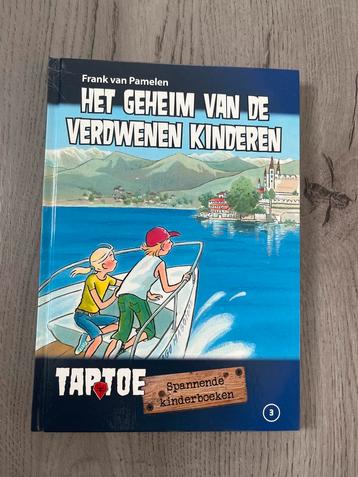 Frank van Pamelen
HET GEHEIM VAN DE
VERDWENEN KINDEREN
TAPTOE
Spannende
kinderboeken
3